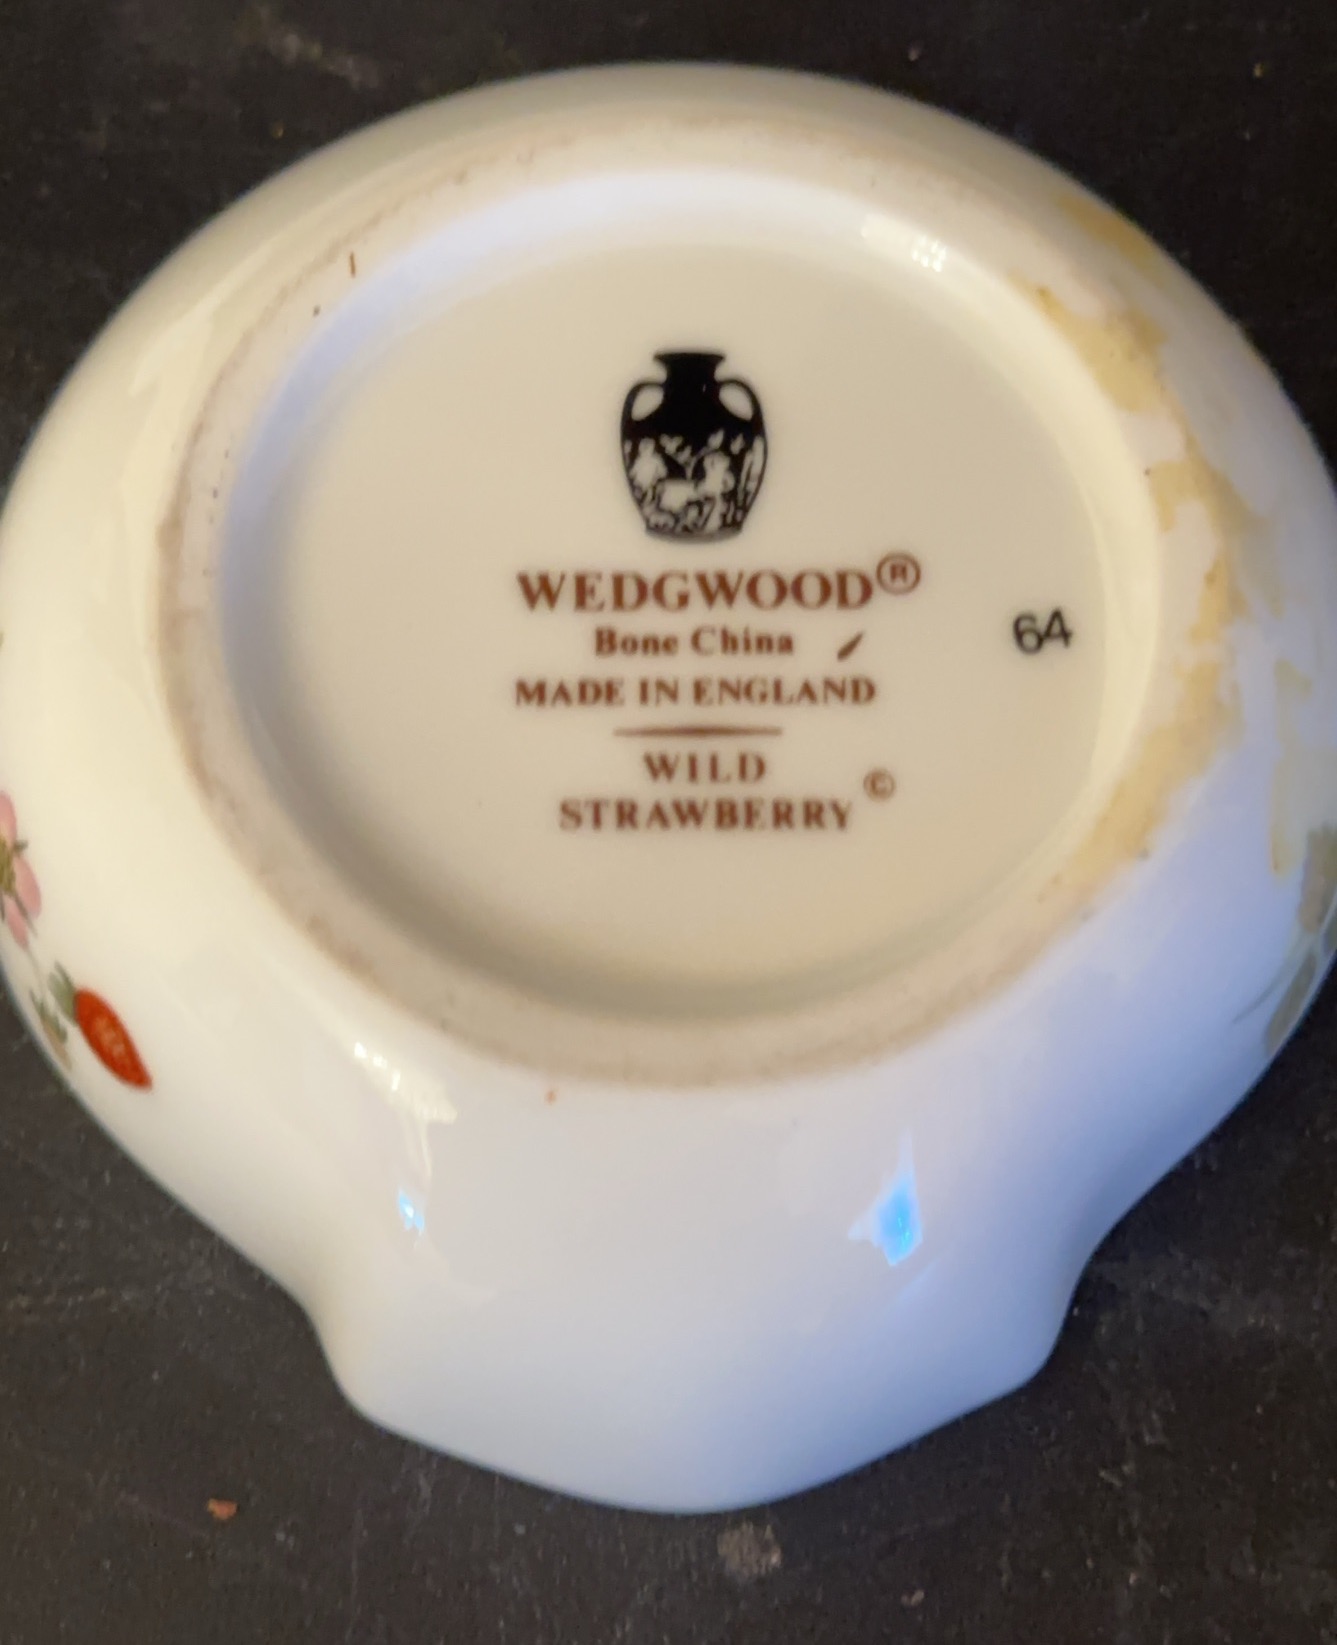 WEDGWOOD®
Bone China
MADE IN ENGLAND
WILD
STRAWBERRY ©
64